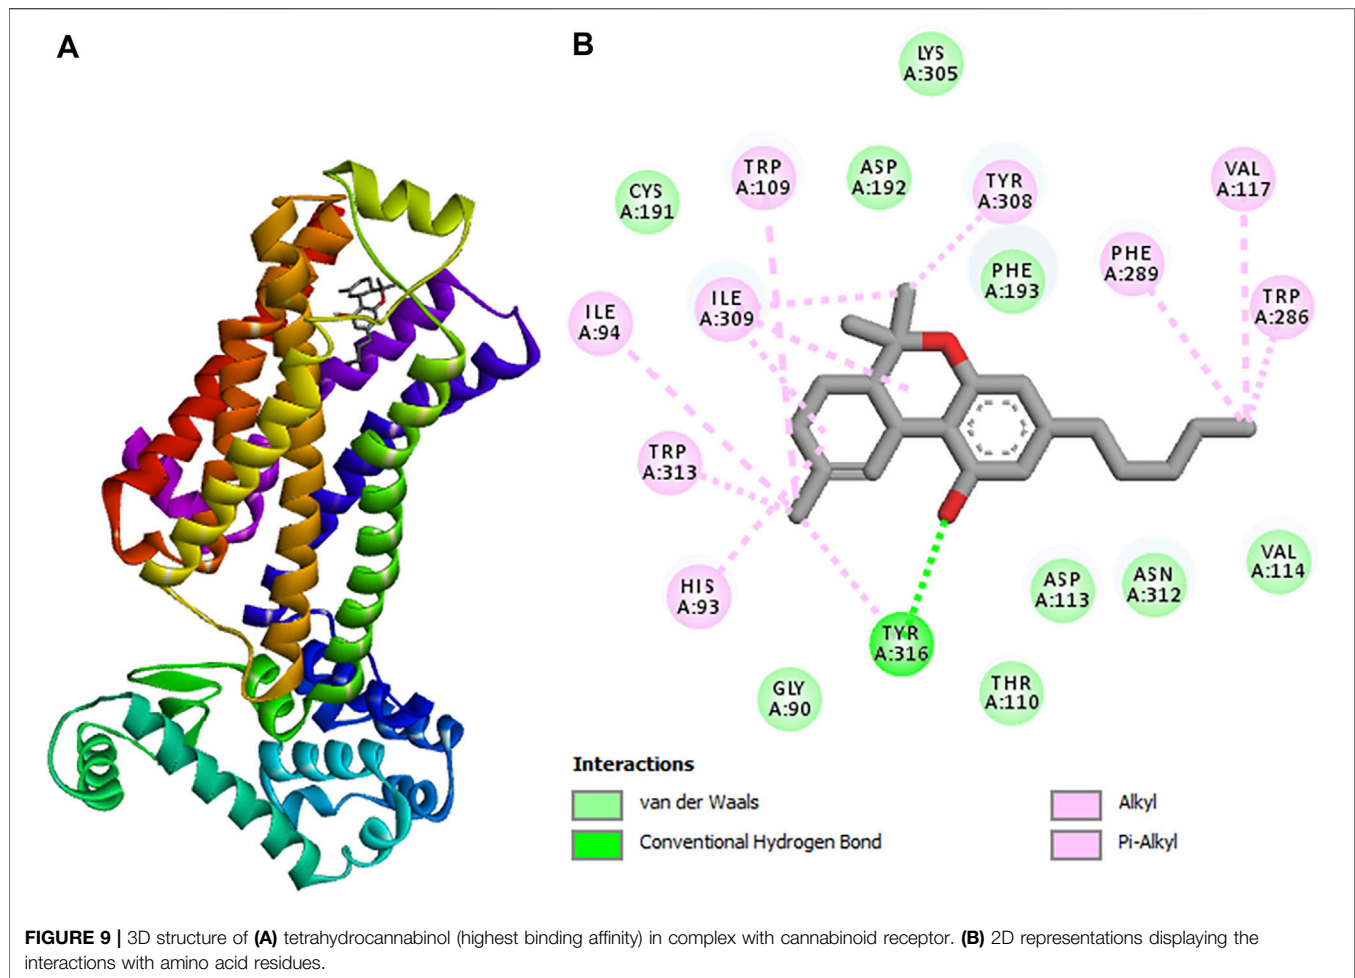 A
B
LYS
A:305
TRP
A:109
ASP
A:192
TYR
A:308
VAL
A:117
CYS
A:191
PHE
A:289
PHE
A:193
ILE
A:94
ILE
A:309
TRP
A:286
TRP
A:313
HIS
A:93
ASP
A:113
ASN
A:312
VAL
A:114
TYR
A:316
GLY
A:90
THR
A:110
Interactions
van der Waals
Conventional Hydrogen Bond
Alkyl
Pi-Alkyl
FIGURE 9 | 3D structure of (A) tetrahydrocannabinol (highest binding affinity) in complex with cannabinoid receptor. (B) 2D representations displaying the
interactions with amino acid residues.